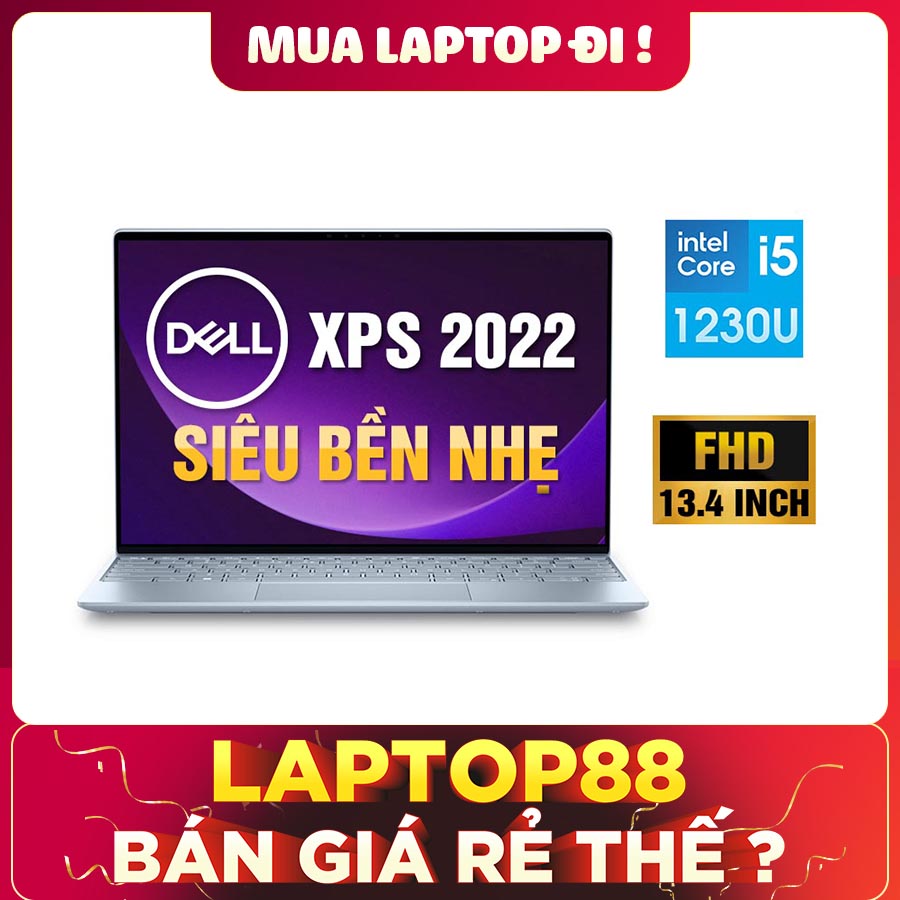 MUA LAPTOP ĐI !
DELL
XPS 2022
SIÊU BỀN NHẸ
intel
Core
i5
1230U
FHD
13.4 INCH
LAPTOP88
BÁN GIÁ RẺ THẾ ?